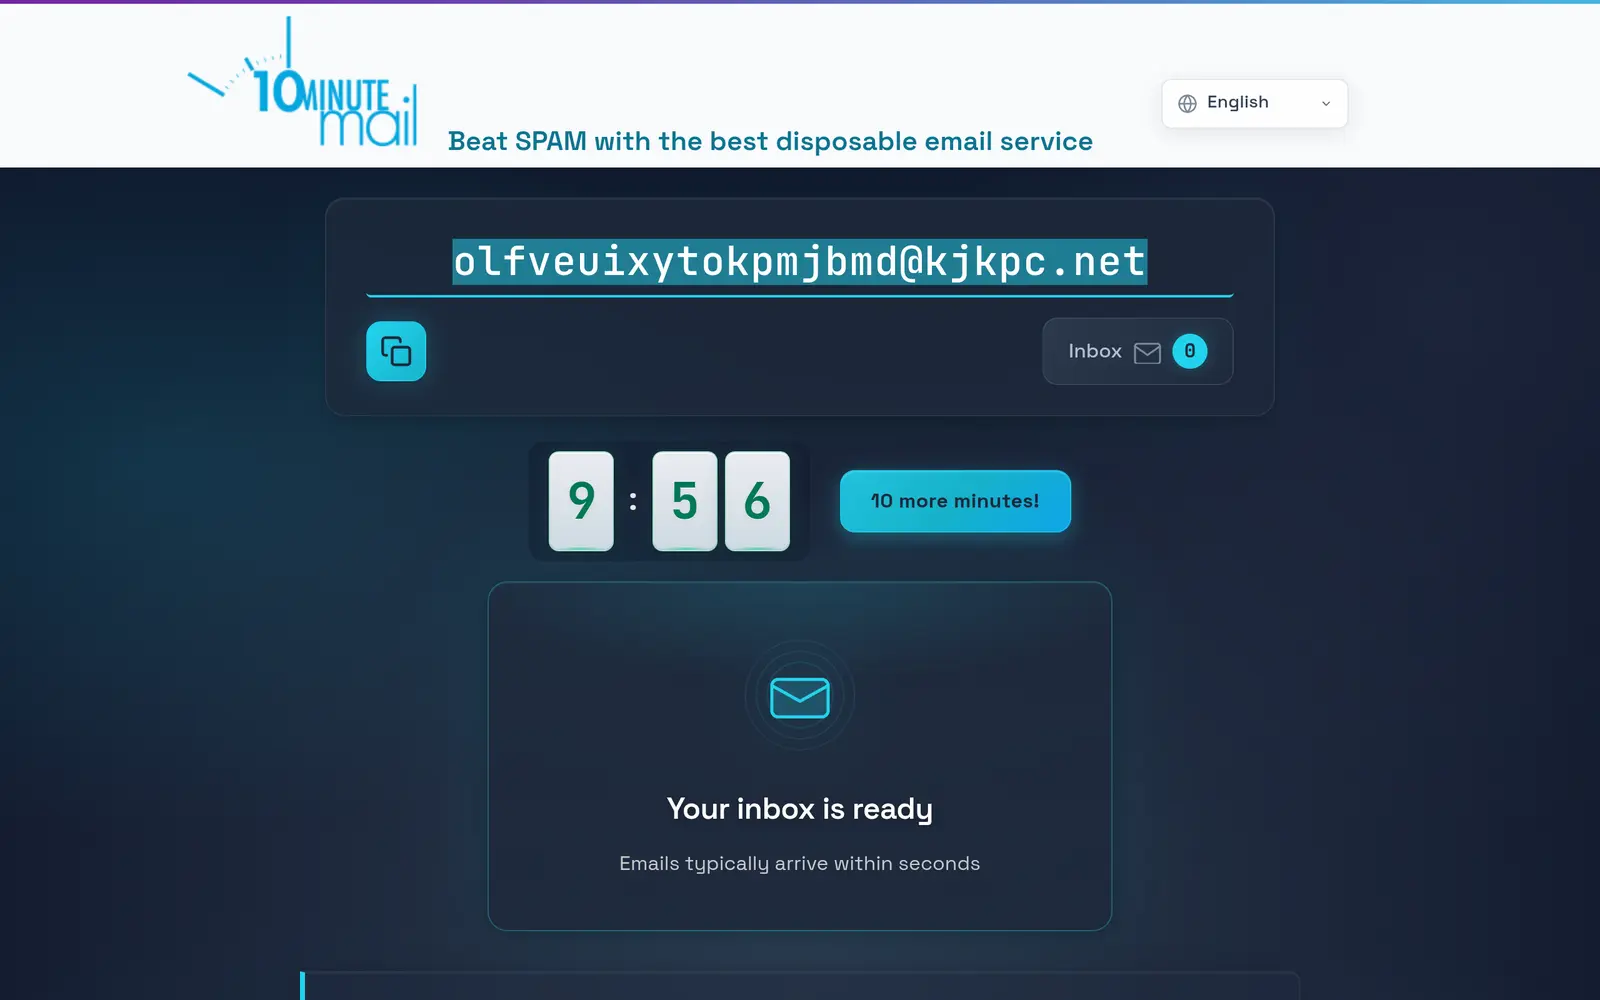 10MINUTE
mail
Beat SPAM with the best disposable email service
English
olfveuixytokpmjbmd@kjkpc.net
Inbox 0
9 : 5 6
10 more minutes!
Your inbox is ready
Emails typically arrive within seconds